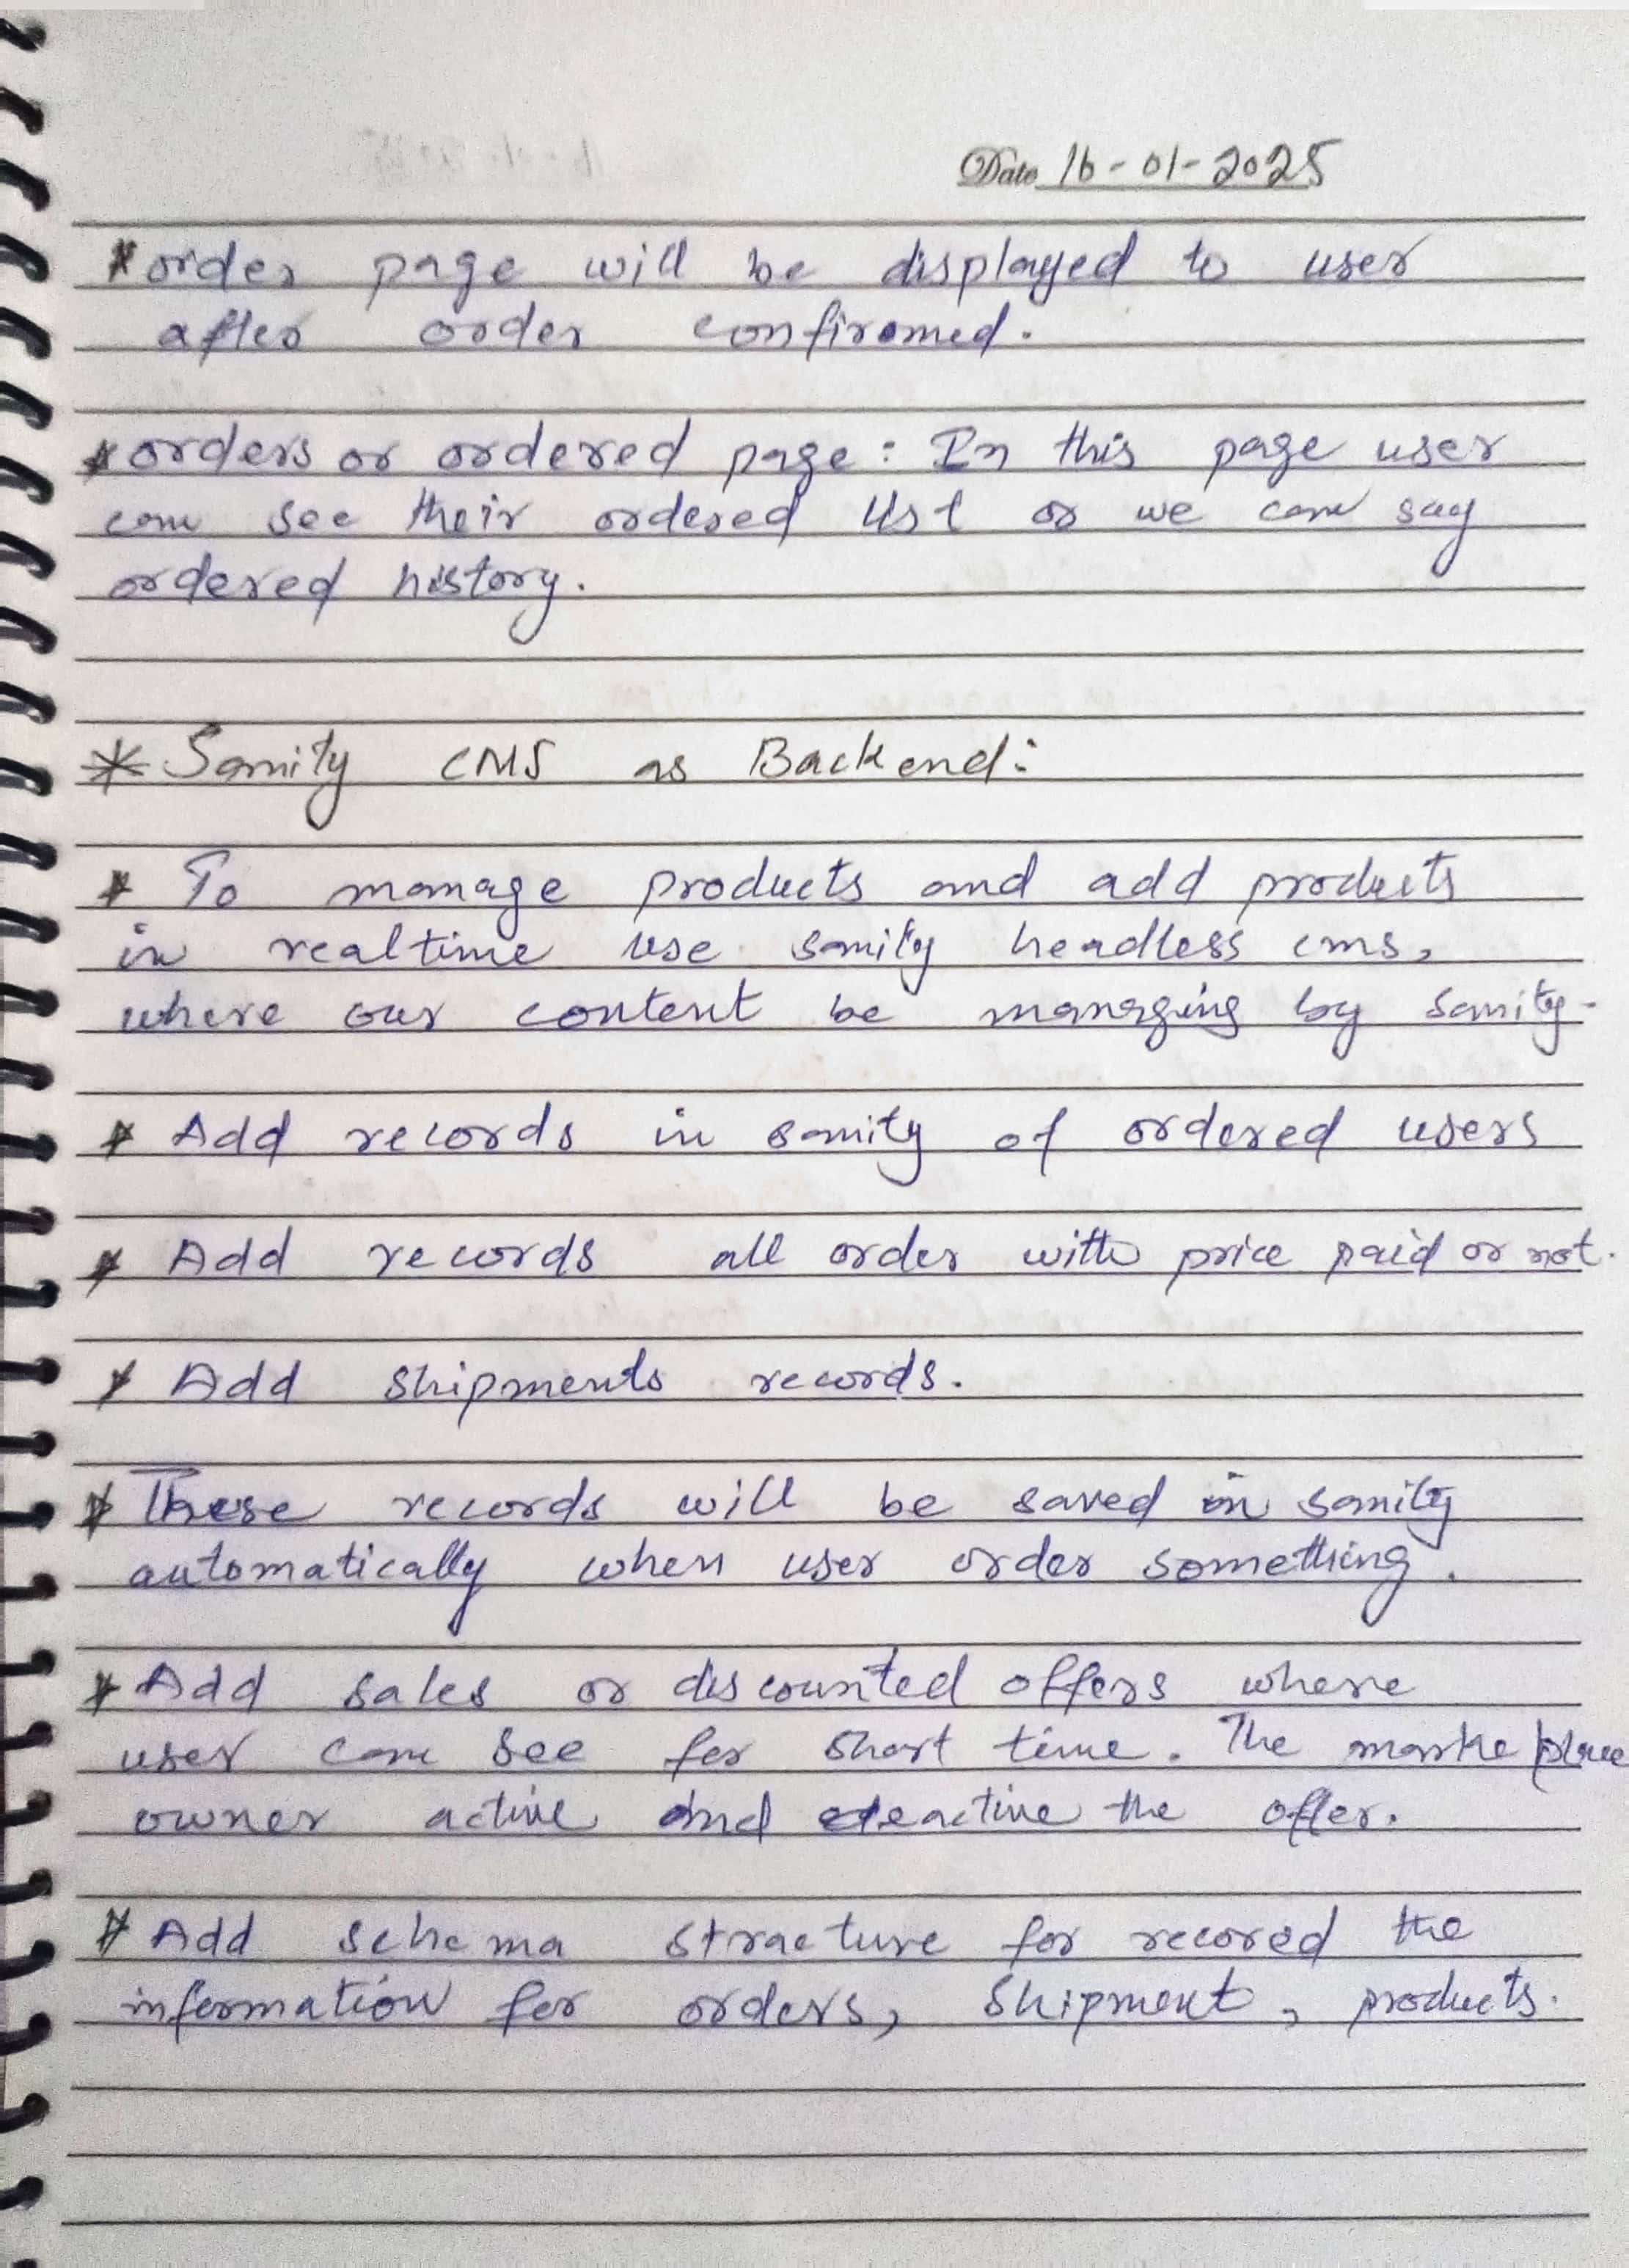 Date 16-01-2025
* order page will be displayed to user
after order confiromed.
* orders or ordered page: In this page user
can see their ordered list or we can say
ordered history.
* Sanity CMS as Backend:
* To manage products and add products
in realtime use sanity headless cms,
where our content be managing by sanity.
* Add records in sanity of ordered users
* Add records all order with price paid or not.
* Add shipments records.
* These records will be saved in sanity
automatically when user order something.
* Add sales or discounted offers where
user can see for short time. The marke place
owner active and deactive the offer.
* Add schema structure for recored the
information for orders, shipment, products.